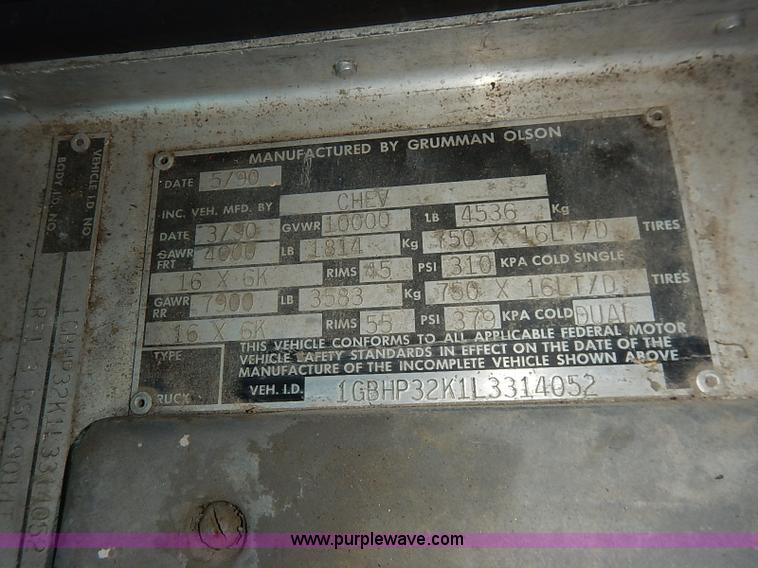 MANUFACTURED BY GRUMMAN OLSON
DATE 5/90
INC. VEH. MFD. BY CHEV
DATE 3/90 GVWR 10000 LB 4536 Kg
GAWR FRT 4000 LB 1814 Kg 750 X 16LT/D TIRES
16 X 6K RIMS 45 PSI 310 KPA COLD SINGLE
GAWR RR 7900 LB 3583 Kg 750 X 16LT/D TIRES
16 X 6K RIMS 55 PSI 379 KPA COLD DUAL
THIS VEHICLE CONFORMS TO ALL APPLICABLE FEDERAL MOTOR
VEHICLE SAFETY STANDARDS IN EFFECT ON THE DATE OF THE
MANUFACTURE OF THE INCOMPLETE VEHICLE SHOWN ABOVE
TYPE
RUCK
VEH. I.D. 1GBHP32K1L3314052
VEHICLE I.D NO. 1GBHP32K1L3314052
BODY I.D. NO.
www.purplewave.com